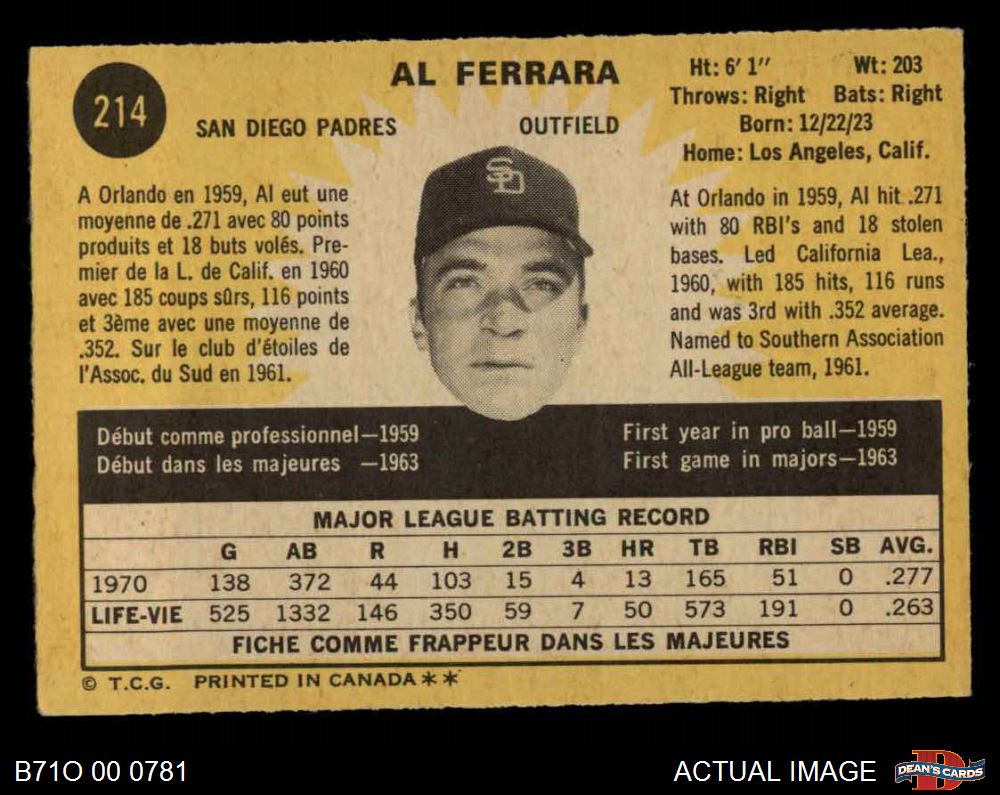 214
AL FERRARA
SAN DIEGO PADRES OUTFIELD
Ht: 6' 1" Wt: 203
Throws: Right Bats: Right
Born: 12/22/23
Home: Los Angeles, Calif.
SD
A Orlando en 1959, Al eut une
moyenne de .271 avec 80 points
produits et 18 buts volés. Pre-
mier de la L. de Calif. en 1960
avec 185 coups sûrs, 116 points
et 3ème avec une moyenne de
.352. Sur le club d'étoiles de
l'Assoc. du Sud en 1961.
At Orlando in 1959, Al hit .271
with 80 RBI's and 18 stolen
bases. Led California Lea.,
1960, with 185 hits, 116 runs
and was 3rd with .352 average.
Named to Southern Association
All-League team, 1961.
Début comme professionnel—1959
Début dans les majeures —1963
First year in pro ball—1959
First game in majors—1963
MAJOR LEAGUE BATTING RECORD
G AB R H 2B 3B HR TB RBI SB AVG.
1970 138 372 44 103 15 4 13 165 51 0 .277
LIFE-VIE 525 1332 146 350 59 7 50 573 191 0 .263
FICHE COMME FRAPPEUR DANS LES MAJEURES
© T.C.G. PRINTED IN CANADA **
B71O 00 0781
ACTUAL IMAGE
D
DEAN'S CARDS